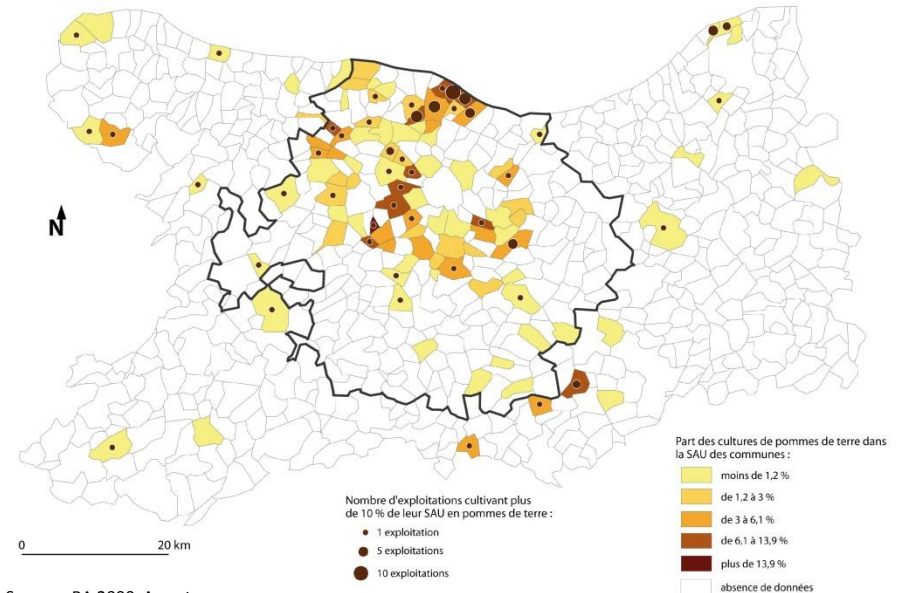 N
0 20 km
Nombre d'exploitations cultivant plus
de 10 % de leur SAU en pommes de terre :
1 exploitation
5 exploitations
10 exploitations
Part des cultures de pommes de terre dans
la SAU des communes :
moins de 1,2 %
de 1,2 à 3 %
de 3 à 6,1 %
de 6,1 à 13,9 %
plus de 13,9 %
absence de données